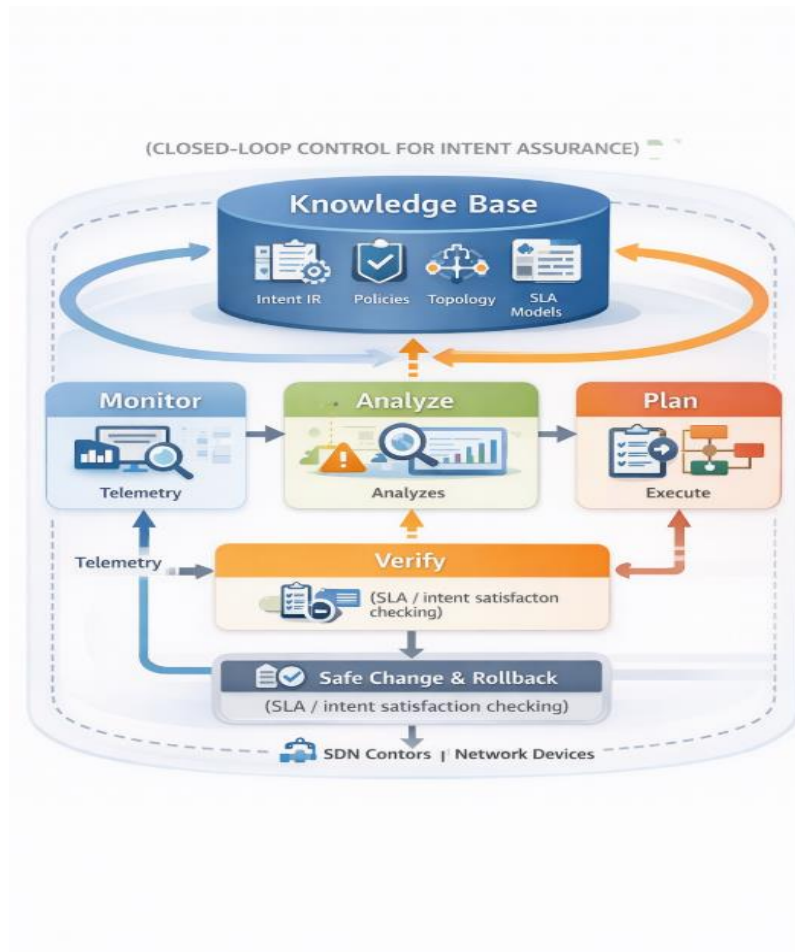 (CLOSED-LOOP CONTROL FOR INTENT ASSURANCE)
Knowledge Base
Intent IR
Policies
Topology
SLA
Models
Monitor
Telemetry
Analyze
Analyzes
Plan
Execute
Telemetry
Verify
(SLA / intent satisfacton
checking)
Safe Change & Rollback
(SLA / intent satisfaction checking)
SDN Contors | Network Devices